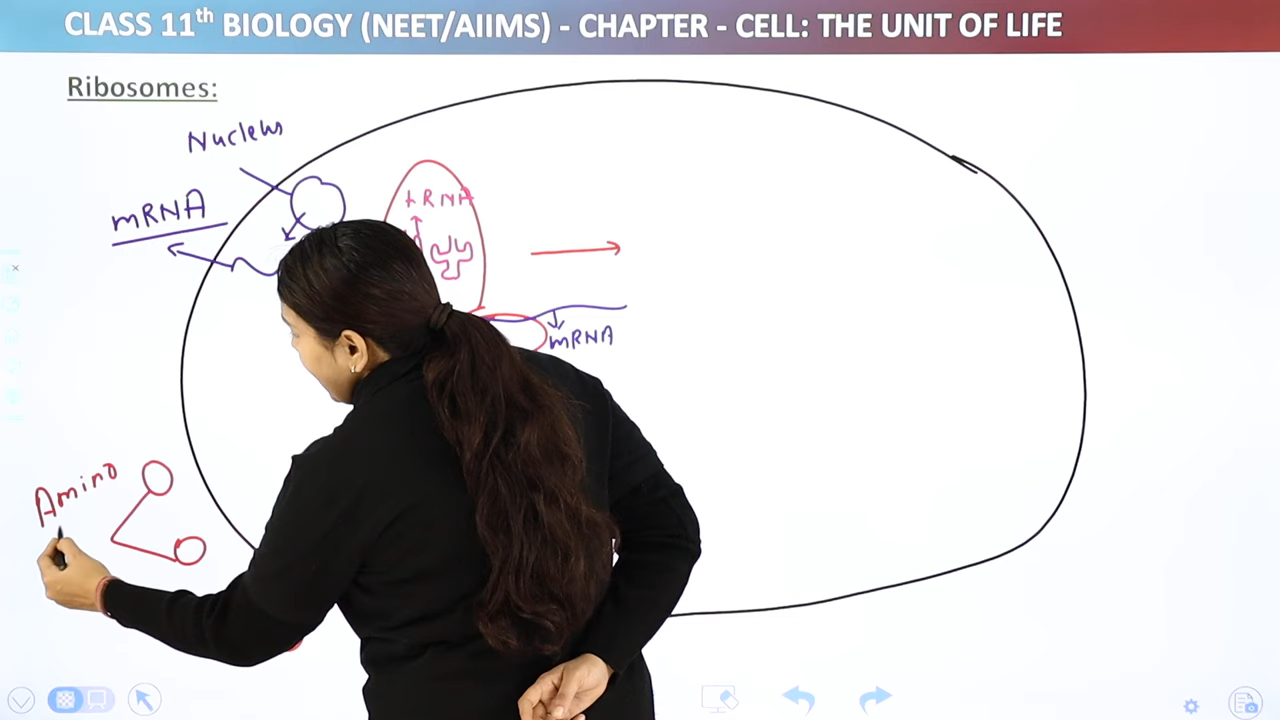 CLASS 11th BIOLOGY (NEET/AIIMS) - CHAPTER - CELL: THE UNIT OF LIFE
Ribosomes:
Nucleus
mRNA
tRNA
mRNA
Amino